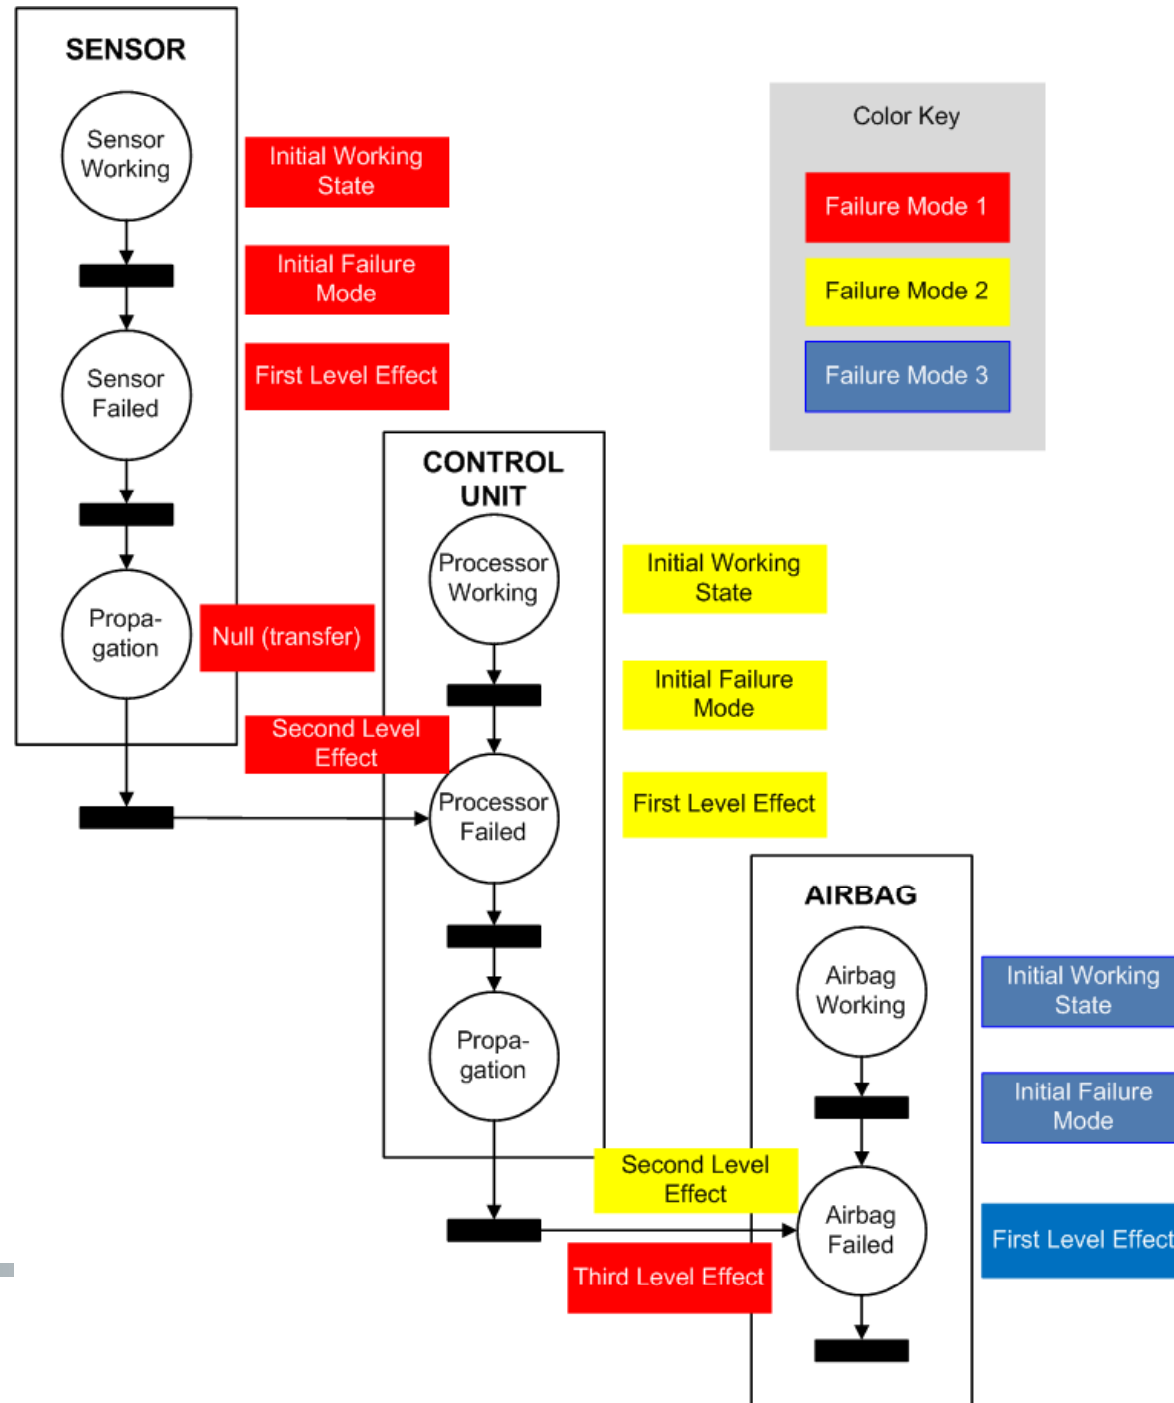 SENSOR
Sensor
Working
Initial Working
State
Initial Failure
Mode
Sensor
Failed
First Level Effect
Propa-
gation
Null (transfer)
Second Level
Effect
Color Key
Failure Mode 1
Failure Mode 2
Failure Mode 3
CONTROL
UNIT
Processor
Working
Initial Working
State
Initial Failure
Mode
Processor
Failed
First Level Effect
Propa-
gation
Second Level
Effect
Third Level Effect
AIRBAG
Airbag
Working
Initial Working
State
Initial Failure
Mode
Airbag
Failed
First Level Effect